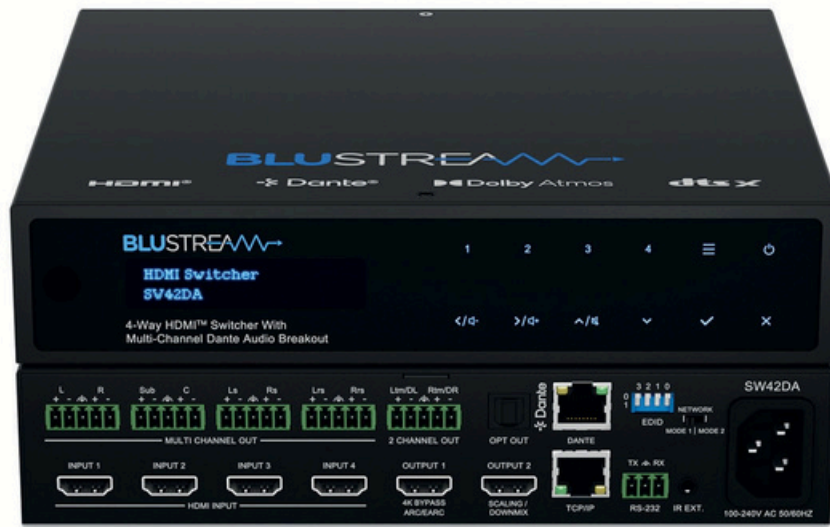 BLUSTREAM
HDMI® Dante® Dolby Atmos dts X
BLUSTREAM
HDMI Switcher
SW42DA
4-Way HDMI™ Switcher With
Multi-Channel Dante Audio Breakout
1 2 3 4
L R Sub C Ls Rs Lrs Rrs Ltm/DL Rtm/DR
+ - + - + - + - + - + - + - + - + - + -
MULTI CHANNEL OUT 2 CHANNEL OUT OPT OUT
Dante
DANTE
3 2 1 0
0
1
EDID
NETWORK
MODE 1 | MODE 2
SW42DA
INPUT 1 INPUT 2 INPUT 3 INPUT 4 OUTPUT 1 OUTPUT 2
HDMI INPUT
4K BYPASS
ARC/EARC
SCALING /
DOWNMIX
TCP/IP
TX RX
RS-232
IR EXT.
100-240V AC 50/60HZ